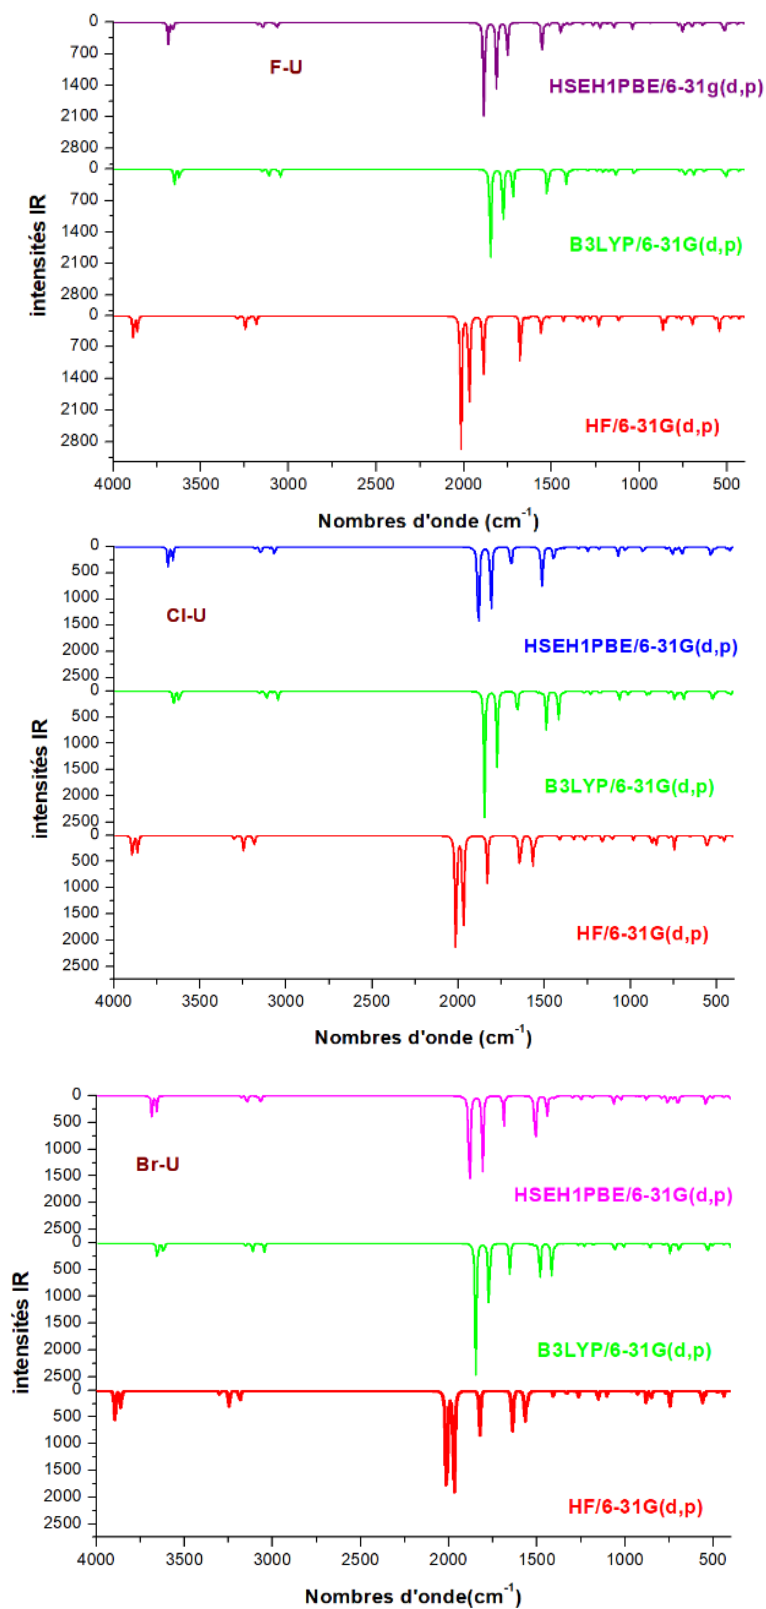 0
700
1400
2100
2800
F-U
HSEH1PBE/6-31g(d,p)
0
700
1400
2100
2800
B3LYP/6-31G(d,p)
intensités IR
0
700
1400
2100
2800
HF/6-31G(d,p)
4000 3500 3000 2500 2000 1500 1000 500
Nombres d'onde (cm-1)
0
500
1000
1500
2000
2500
Cl-U
HSEH1PBE/6-31G(d,p)
0
500
1000
1500
2000
2500
B3LYP/6-31G(d,p)
intensités IR
0
500
1000
1500
2000
2500
HF/6-31G(d,p)
4000 3500 3000 2500 2000 1500 1000 500
Nombres d'onde (cm-1)
0
500
1000
1500
2000
2500
Br-U
HSEH1PBE/6-31G(d,p)
0
500
1000
1500
2000
2500
B3LYP/6-31G(d,p)
intensités IR
0
500
1000
1500
2000
2500
HF/6-31G(d,p)
4000 3500 3000 2500 2000 1500 1000 500
Nombres d'onde(cm-1)